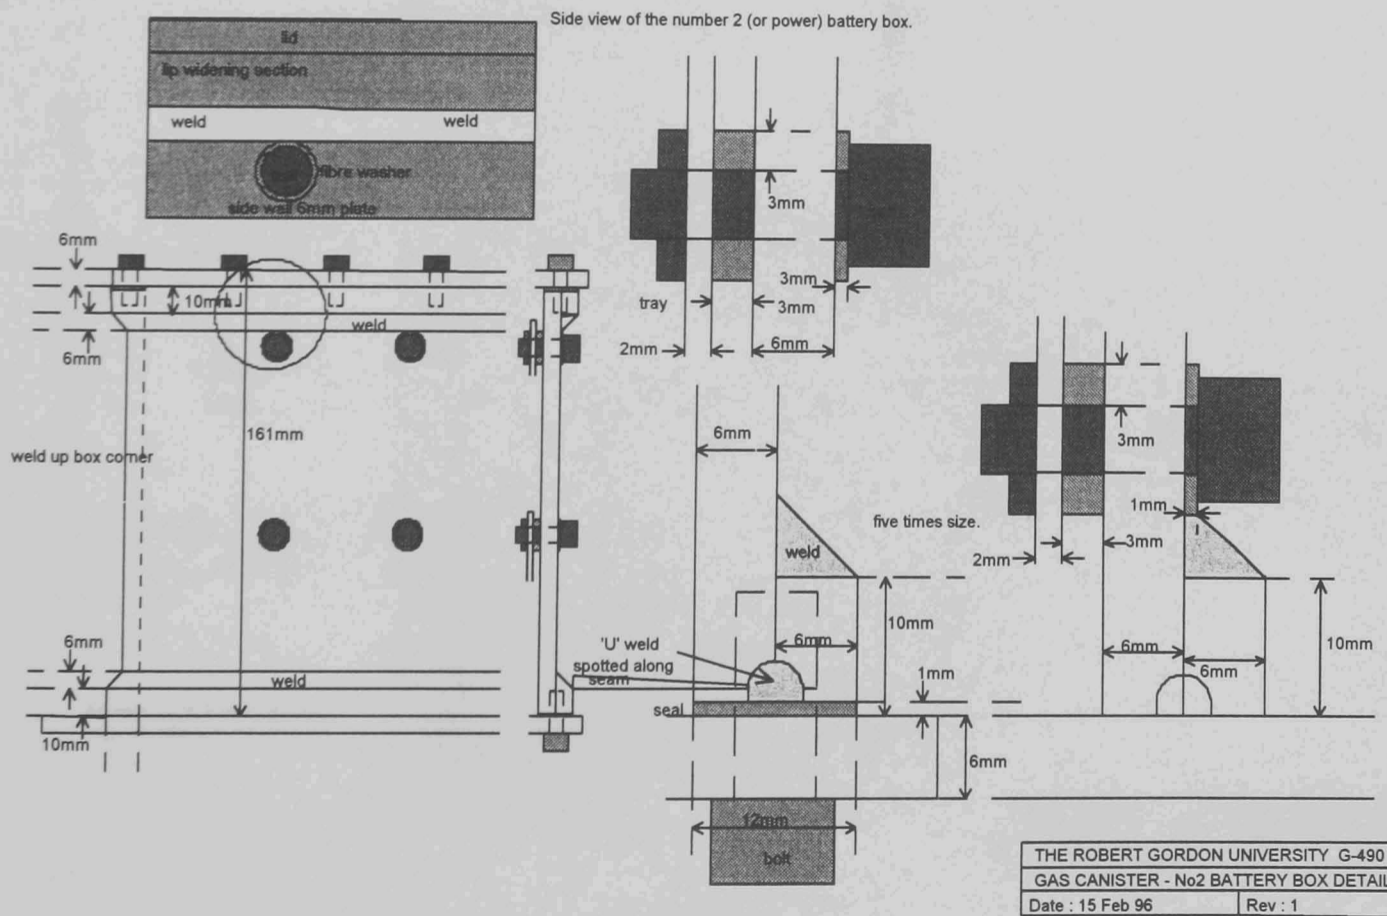 Side view of the number 2 (or power) battery box.
lid
lip widening section
weld
weld
fibre washer
side wall 6mm plate
3mm
3mm
tray
3mm
2mm
6mm
6mm
10mm
weld
6mm
161mm
weld up box corner
6mm
weld
10mm
6mm
five times size.
weld
10mm
6mm
'U' weld
spotted along
seam
1mm
seal
6mm
12mm
bolt
3mm
1mm
3mm
2mm
6mm
6mm
10mm
THE ROBERT GORDON UNIVERSITY G-490
GAS CANISTER - No2 BATTERY BOX DETAIL
Date : 15 Feb 96
Rev : 1